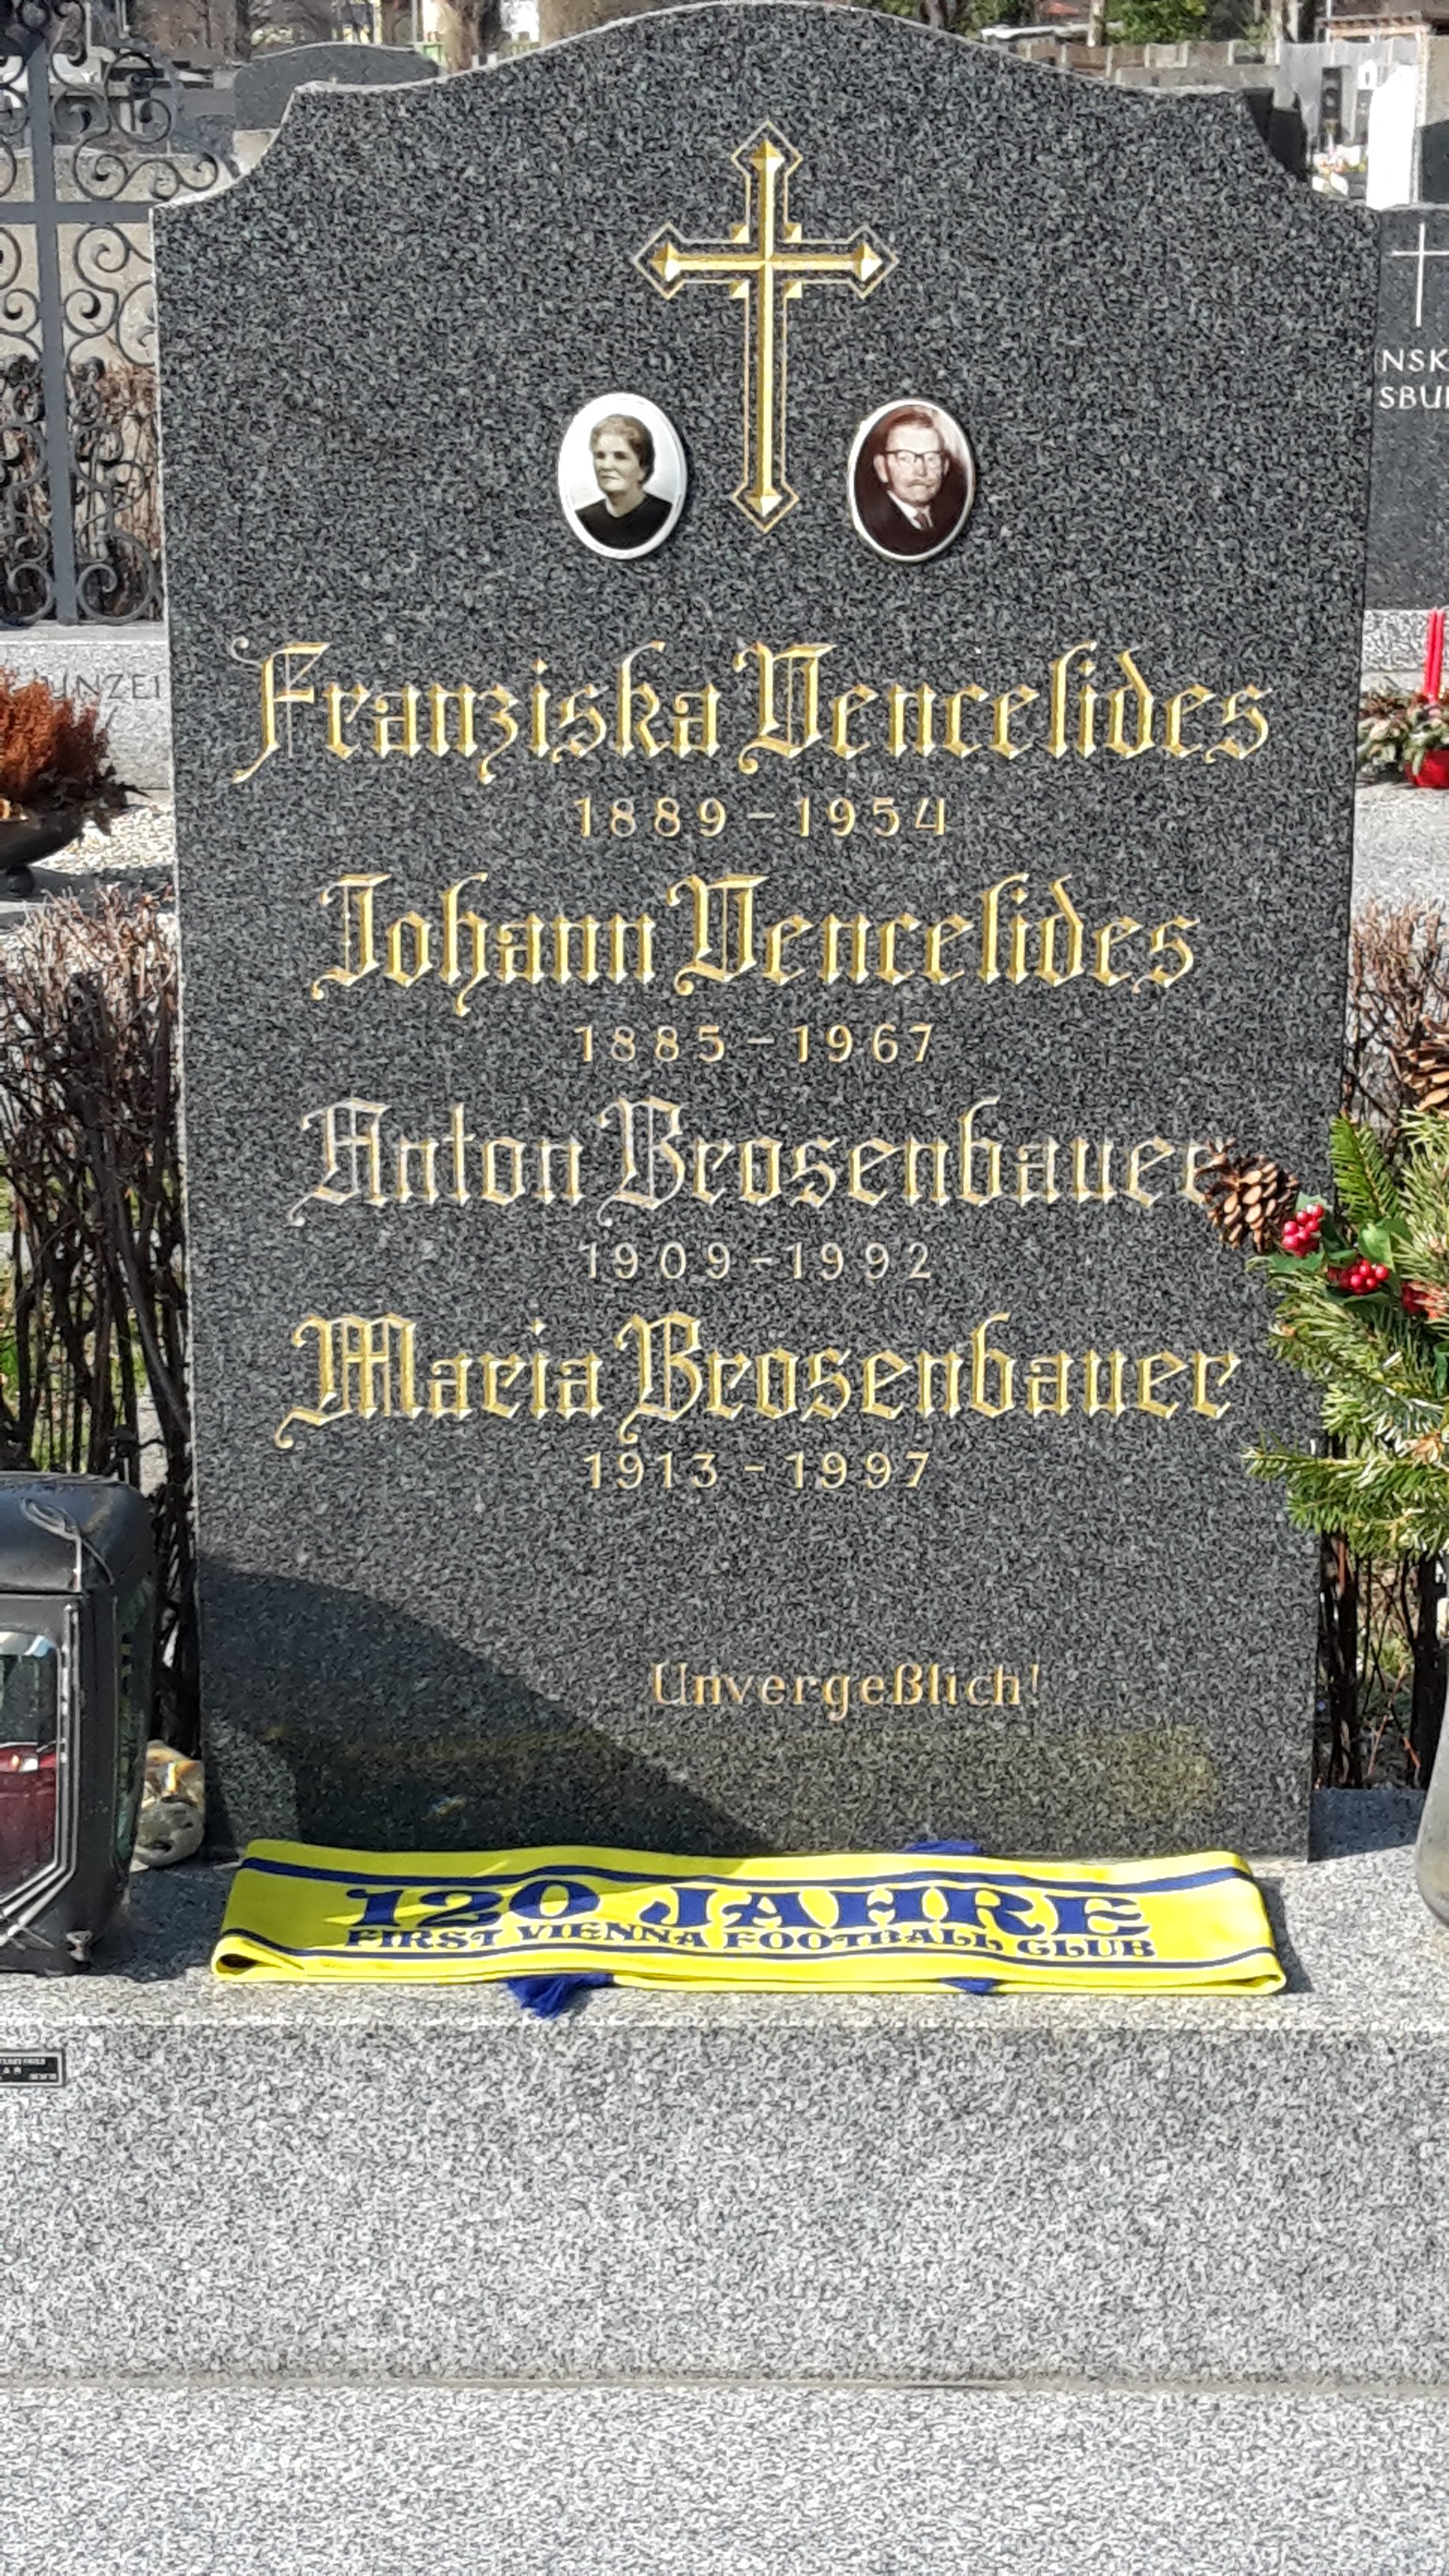 Franziska Vencelides
1889-1954
Johann Vencelides
1885-1967
Anton Brosenbauer
1909-1992
Maria Brosenbauer
1913-1997
Unvergeßlich!
120 JAHRE
FIRST VIENNA FOOTBALL CLUB